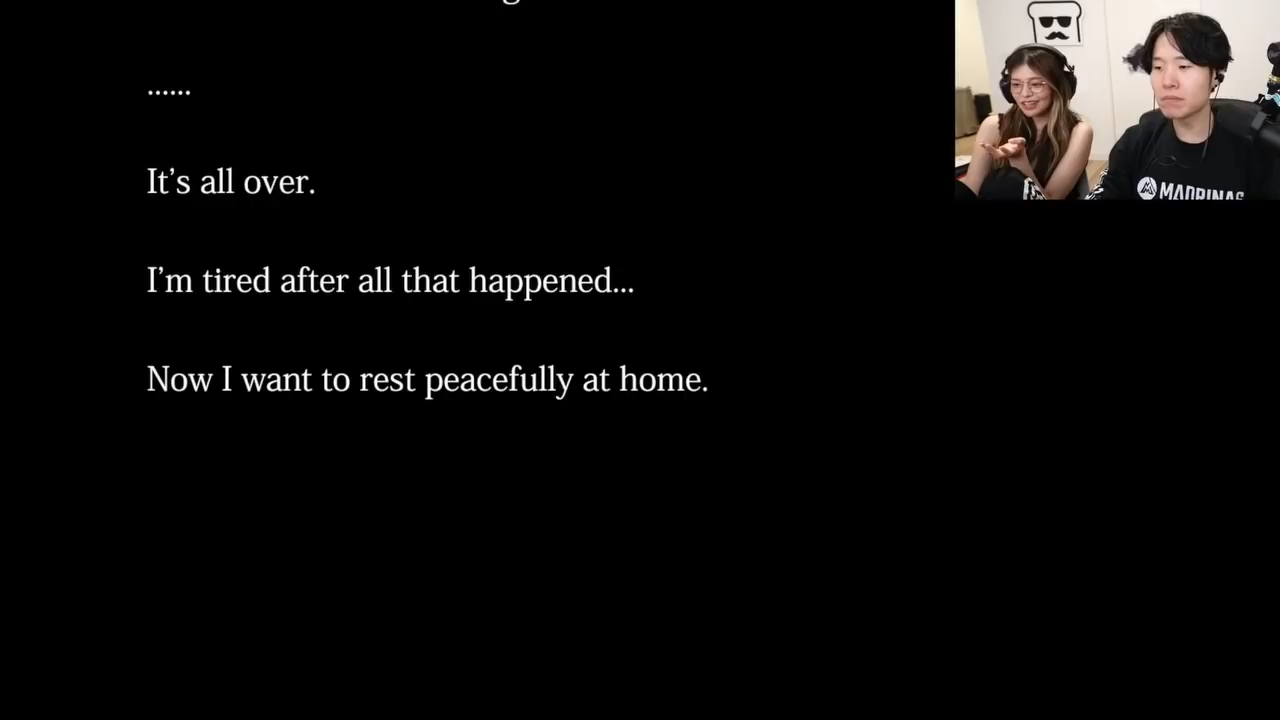 ......
It's all over.
I'm tired after all that happened...
Now I want to rest peacefully at home.
MADRINAS